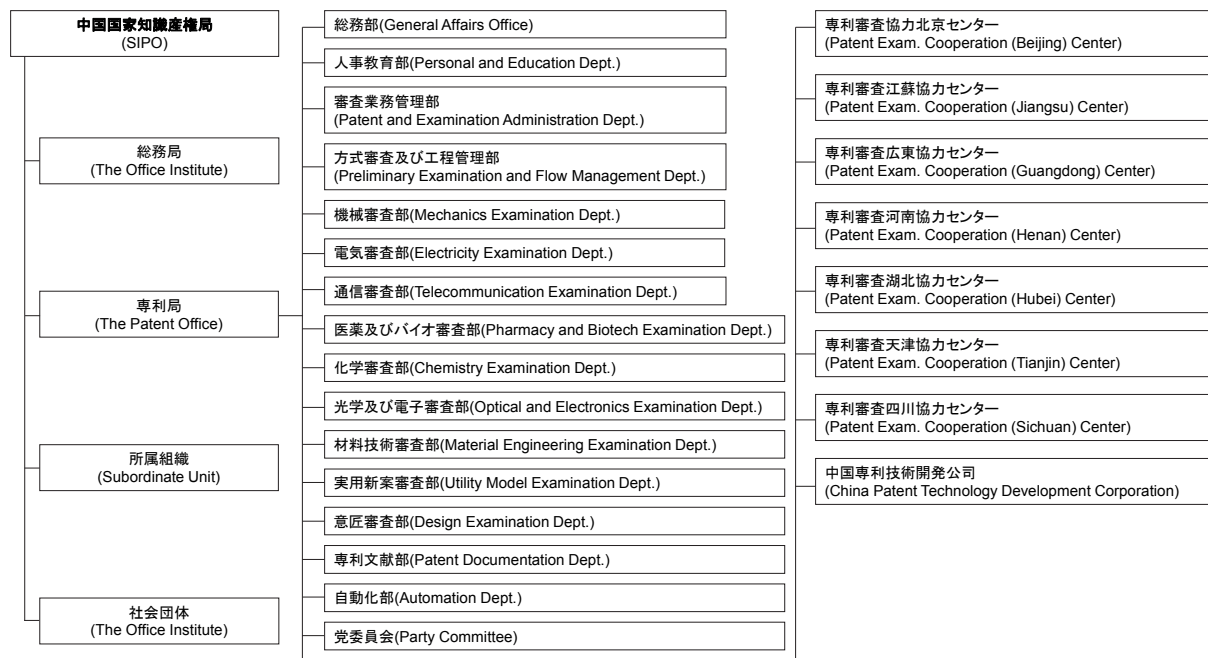 中国国家知識産権局
(SIPO)
総務局
(The Office Institute)
専利局
(The Patent Office)
所属組織
(Subordinate Unit)
社会団体
(The Office Institute)
総務部(General Affairs Office)
人事教育部(Personal and Education Dept.)
審査業務管理部
(Patent and Examination Administration Dept.)
方式審査及び工程管理部
(Preliminary Examination and Flow Management Dept.)
機械審査部(Mechanics Examination Dept.)
電気審査部(Electricity Examination Dept.)
通信審査部(Telecommunication Examination Dept.)
医薬及びバイオ審査部(Pharmacy and Biotech Examination Dept.)
化学審査部(Chemistry Examination Dept.)
光学及び電子審査部(Optical and Electronics Examination Dept.)
材料技術審査部(Material Engineering Examination Dept.)
実用新案審査部(Utility Model Examination Dept.)
意匠審査部(Design Examination Dept.)
専利文献部(Patent Documentation Dept.)
自動化部(Automation Dept.)
党委員会(Party Committee)
専利審査協力北京センター
(Patent Exam. Cooperation (Beijing) Center)
専利審査江蘇協力センター
(Patent Exam. Cooperation (Jiangsu) Center)
専利審査広東協力センター
(Patent Exam. Cooperation (Guangdong) Center)
専利審査河南協力センター
(Patent Exam. Cooperation (Henan) Center)
専利審査湖北協力センター
(Patent Exam. Cooperation (Hubei) Center)
専利審査天津協力センター
(Patent Exam. Cooperation (Tianjin) Center)
専利審査四川協力センター
(Patent Exam. Cooperation (Sichuan) Center)
中国専利技術開発公司
(China Patent Technology Development Corporation)